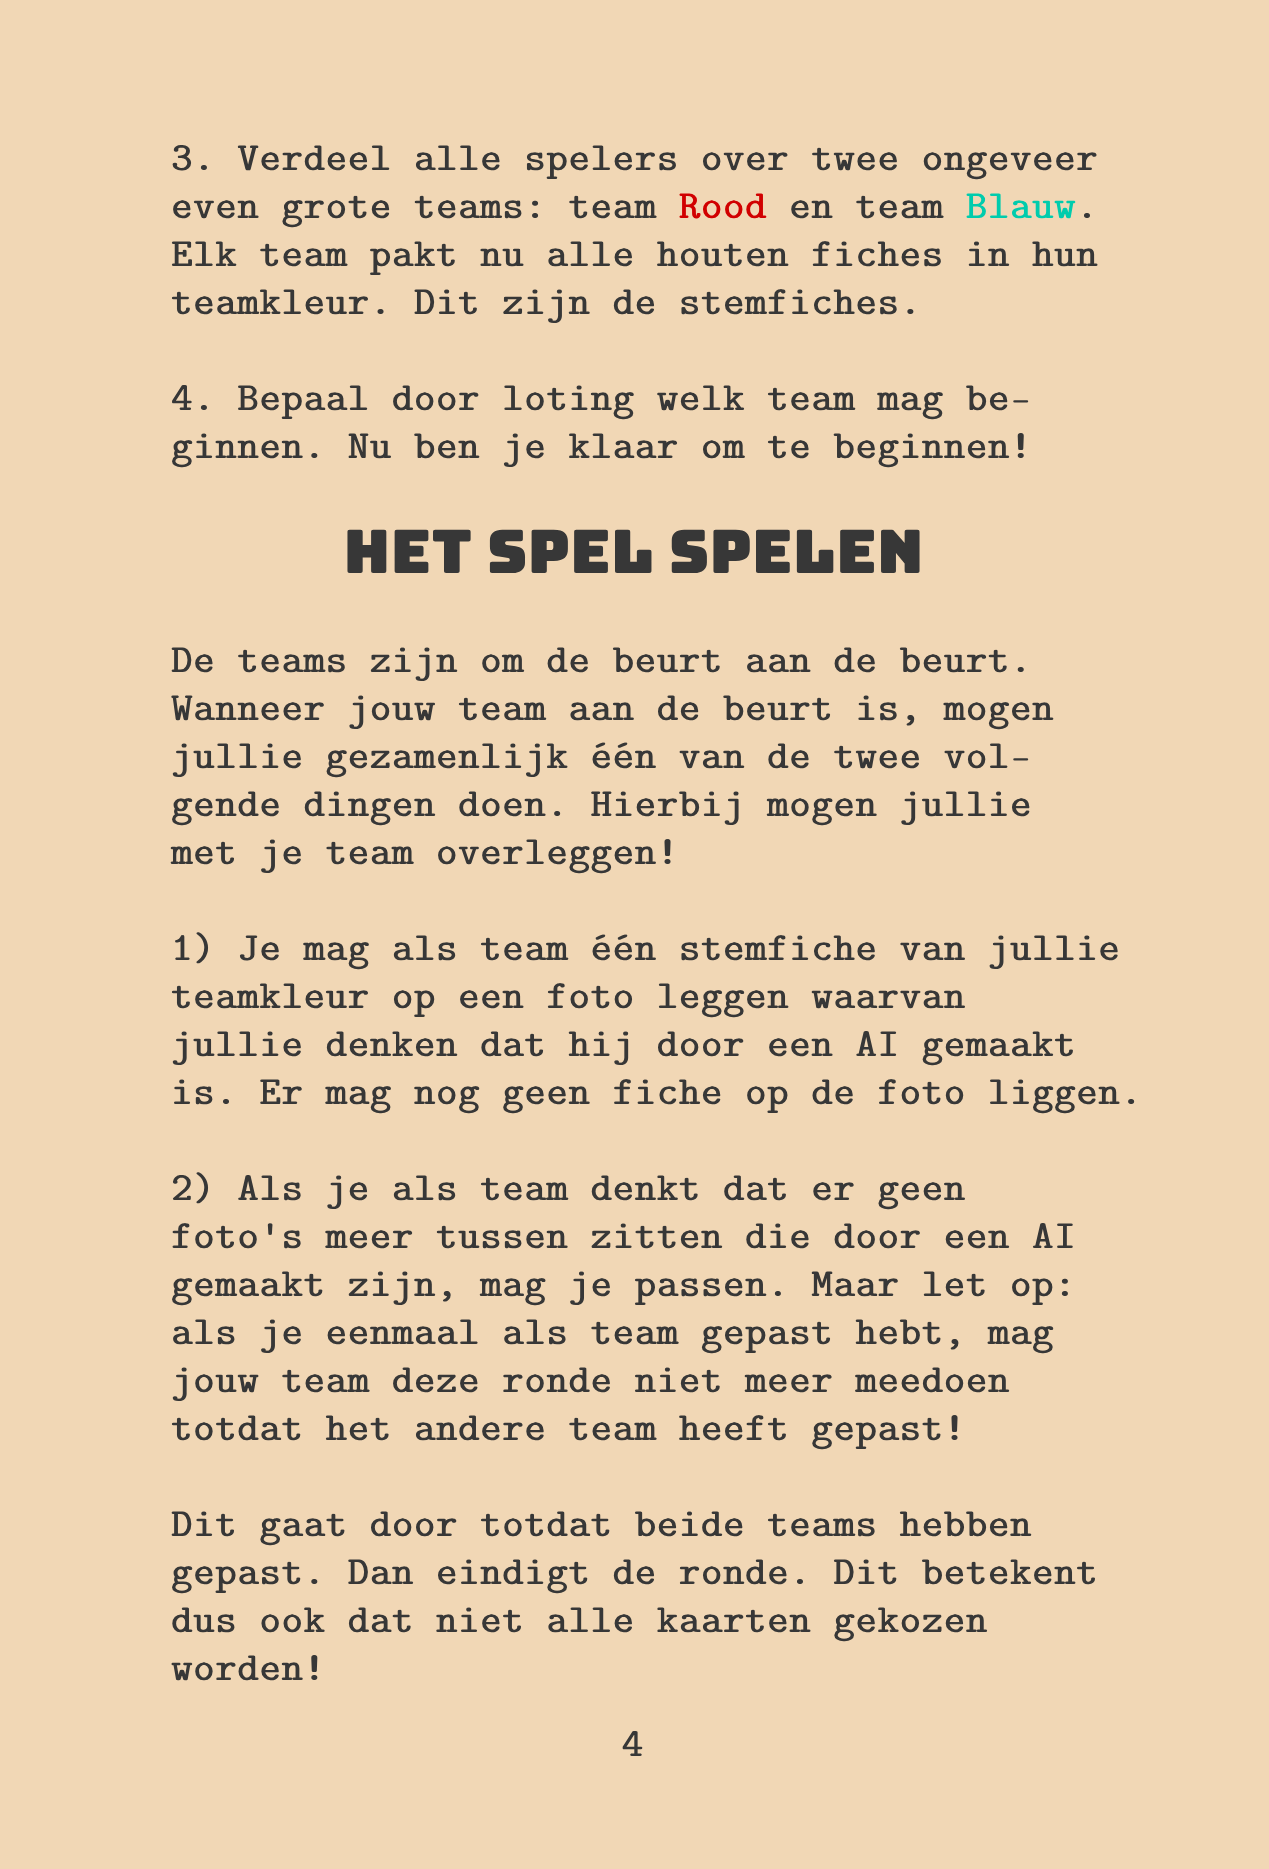 3. Verdeel alle spelers over twee ongeveer
even grote teams: team Rood en team Blauw.
Elk team pakt nu alle houten fiches in hun
teamkleur. Dit zijn de stemfiches.
4. Bepaal door loting welk team mag be-
ginnen. Nu ben je klaar om te beginnen!
HET SPEL SPELEN
De teams zijn om de beurt aan de beurt.
Wanneer jouw team aan de beurt is, mogen
jullie gezamenlijk één van de twee vol-
gende dingen doen. Hierbij mogen jullie
met je team overleggen!
1) Je mag als team één stemfiche van jullie
teamkleur op een foto leggen waarvan
jullie denken dat hij door een AI gemaakt
is. Er mag nog geen fiche op de foto liggen.
2) Als je als team denkt dat er geen
foto's meer tussen zitten die door een AI
gemaakt zijn, mag je passen. Maar let op:
als je eenmaal als team gepast hebt, mag
jouw team deze ronde niet meer meedoen
totdat het andere team heeft gepast!
Dit gaat door totdat beide teams hebben
gepast. Dan eindigt de ronde. Dit betekent
dus ook dat niet alle kaarten gekozen
worden!
4